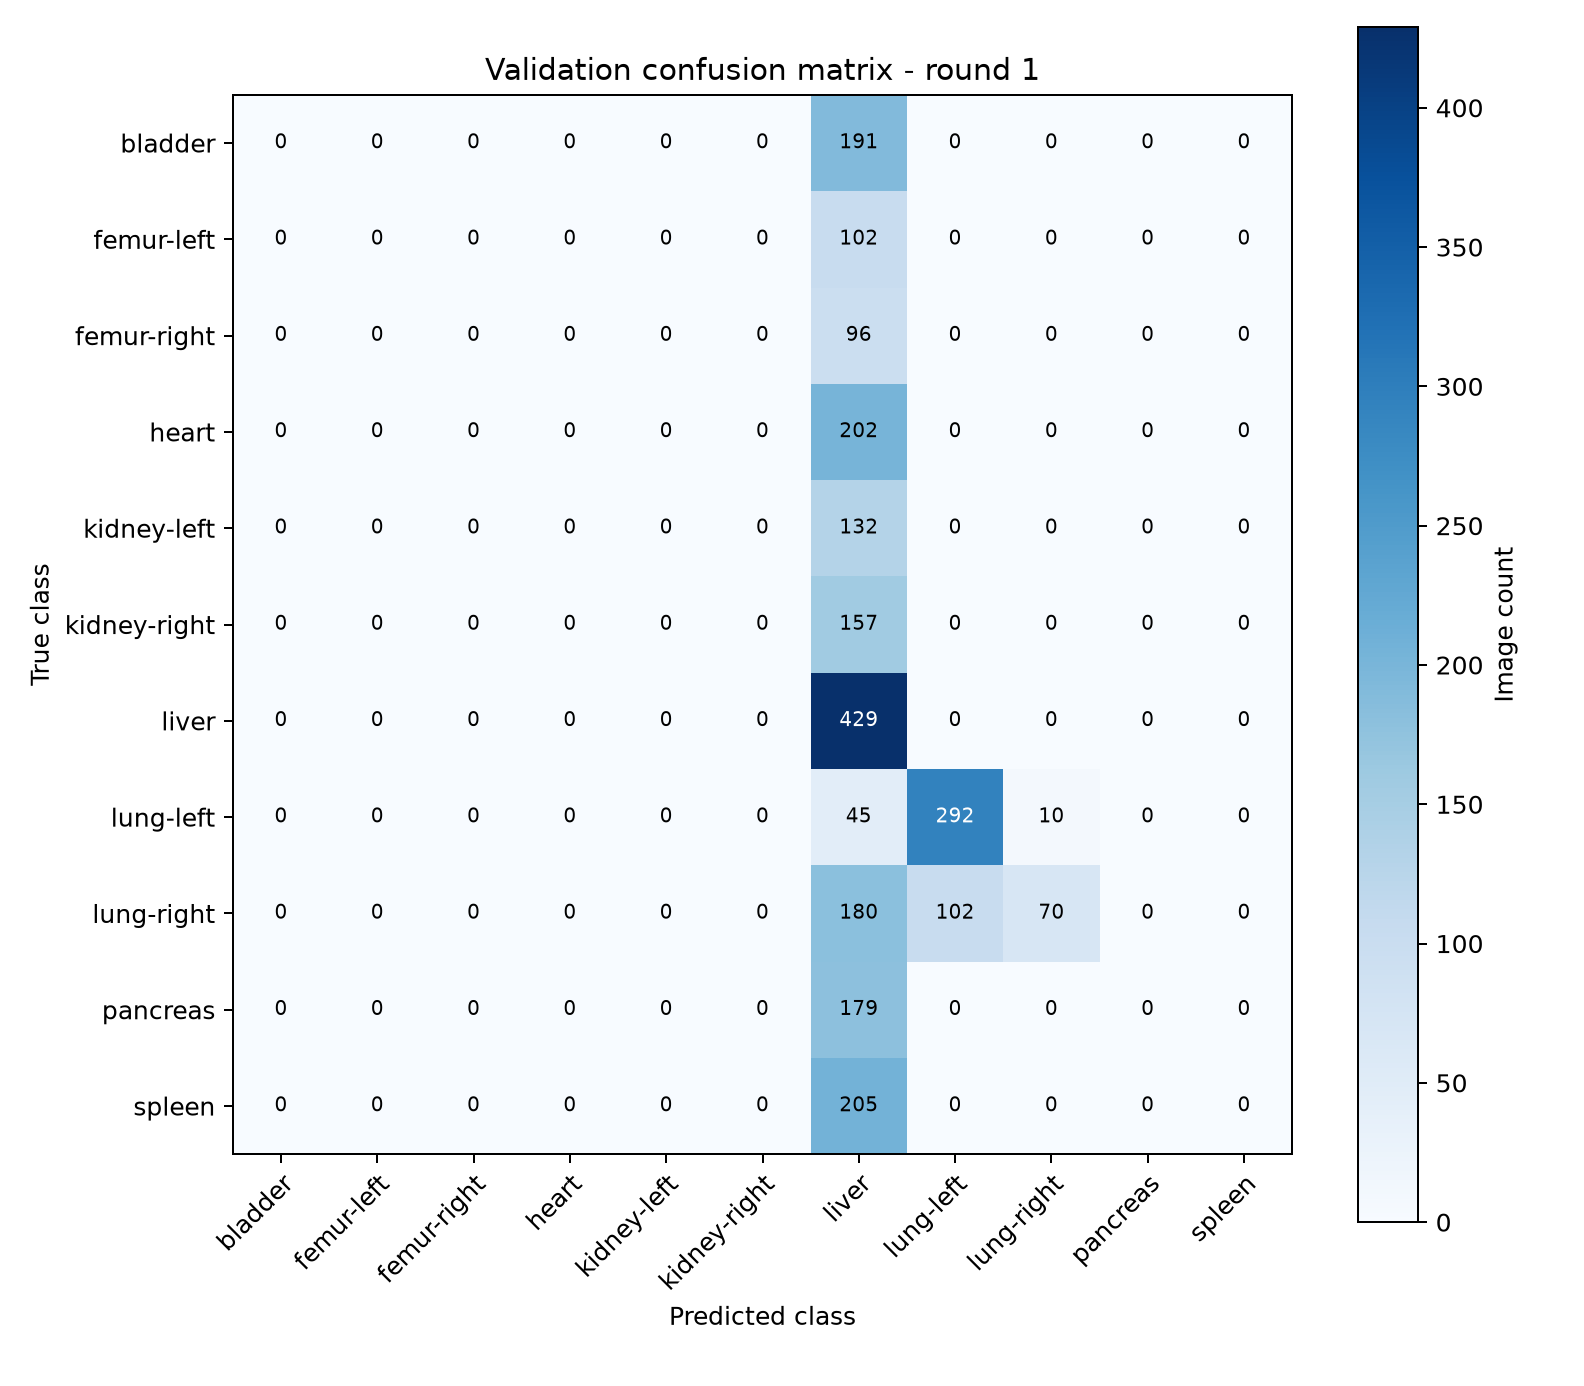 Validation confusion matrix - round 1
bladder 0 0 0 0 0 0 191 0 0 0 0
femur-left 0 0 0 0 0 0 102 0 0 0 0
femur-right 0 0 0 0 0 0 96 0 0 0 0
heart 0 0 0 0 0 0 202 0 0 0 0
kidney-left 0 0 0 0 0 0 132 0 0 0 0
kidney-right 0 0 0 0 0 0 157 0 0 0 0
liver 0 0 0 0 0 0 429 0 0 0 0
lung-left 0 0 0 0 0 0 45 292 10 0 0
lung-right 0 0 0 0 0 0 180 102 70 0 0
pancreas 0 0 0 0 0 0 179 0 0 0 0
spleen 0 0 0 0 0 0 205 0 0 0 0
True class
bladder femur-left femur-right heart kidney-left kidney-right liver lung-left lung-right pancreas spleen
Predicted class
400
350
300
250
200
150
100
50
0
Image count